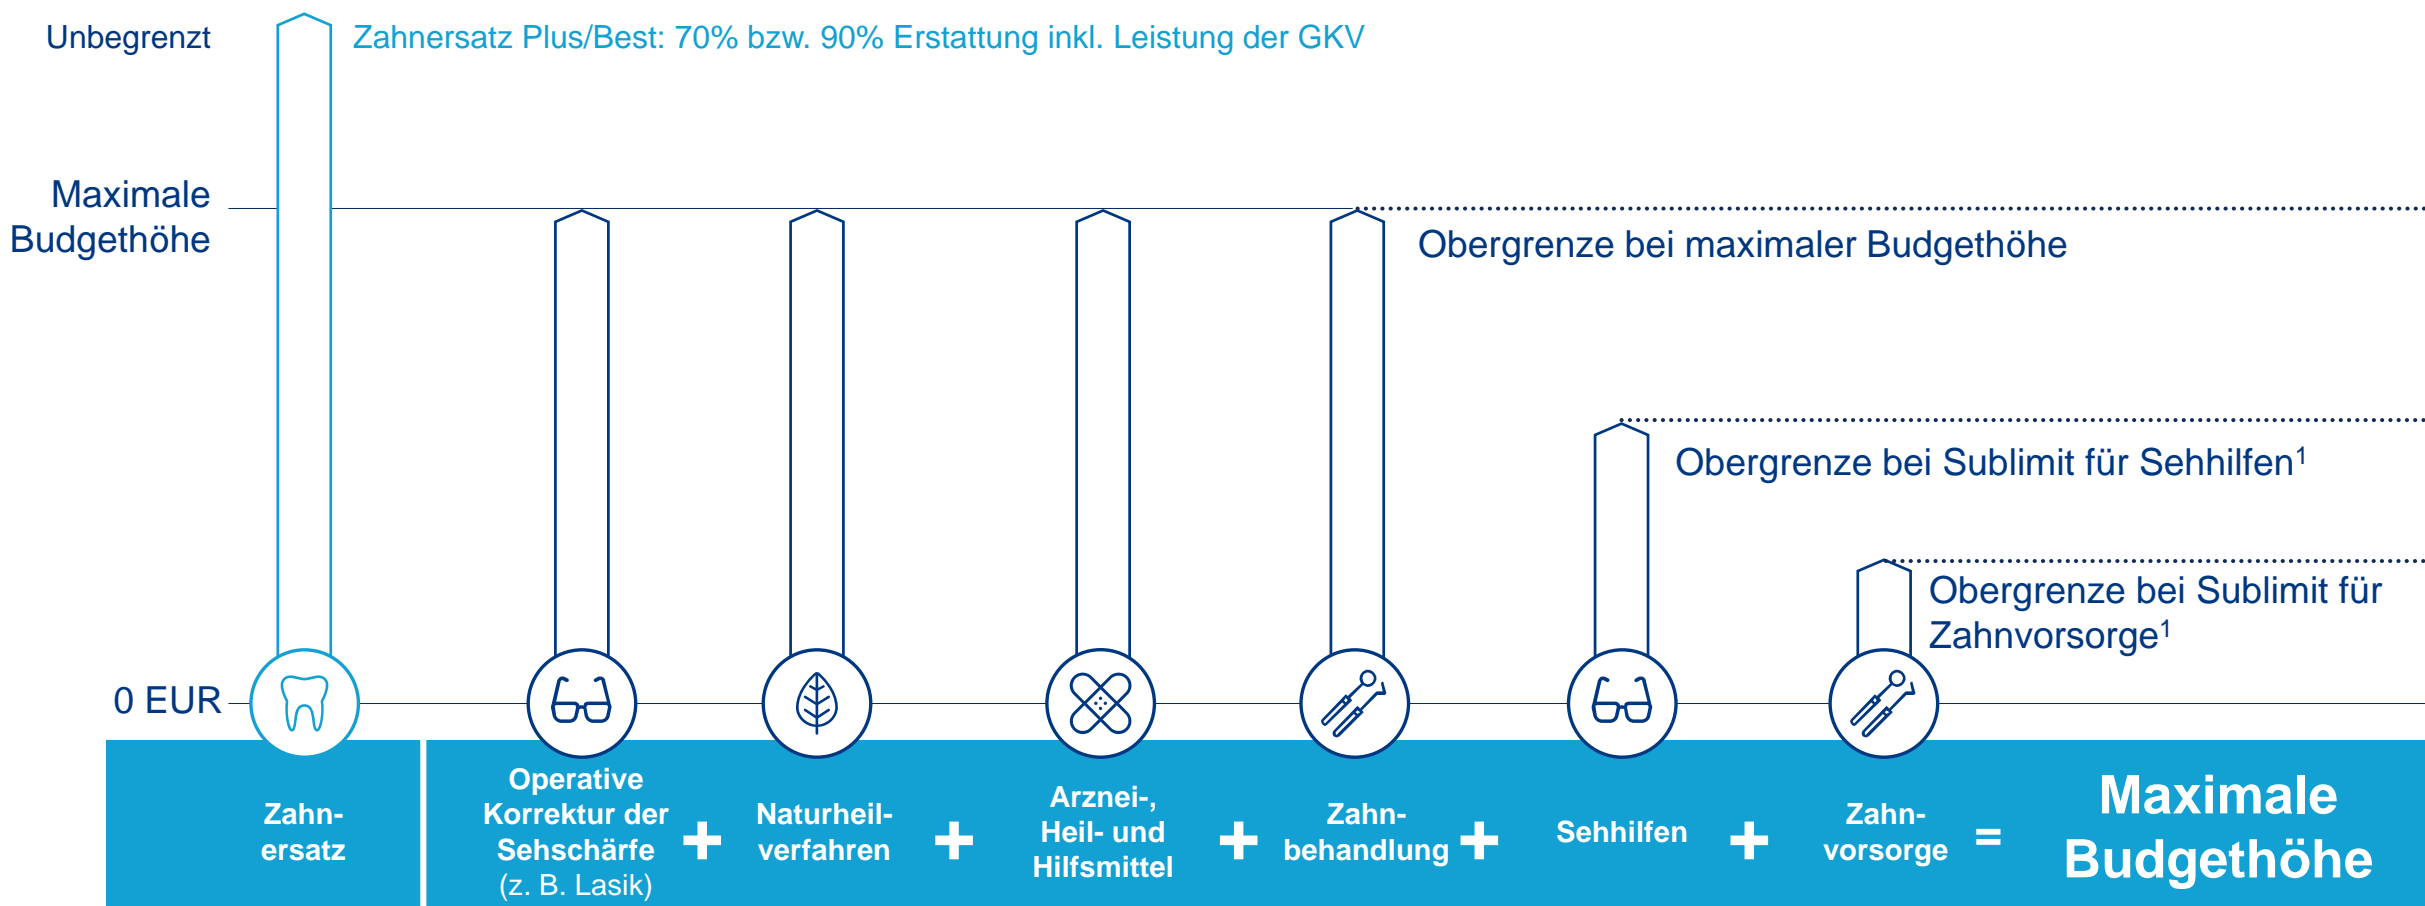 Unbegrenzt
Zahnersatz Plus/Best: 70% bzw. 90% Erstattung inkl. Leistung der GKV
Maximale
Budgethöhe
Obergrenze bei maximaler Budgethöhe
Obergrenze bei Sublimit für Sehhilfen¹
Obergrenze bei Sublimit für
Zahnvorsorge¹
0 EUR
Zahn-
ersatz
Operative
Korrektur der
Sehschärfe
(z. B. Lasik)
+
Naturheil-
verfahren
+
Arznei-,
Heil- und
Hilfsmittel
+
Zahn-
behandlung
+
Sehhilfen
+
Zahn-
vorsorge
=
Maximale
Budgethöhe